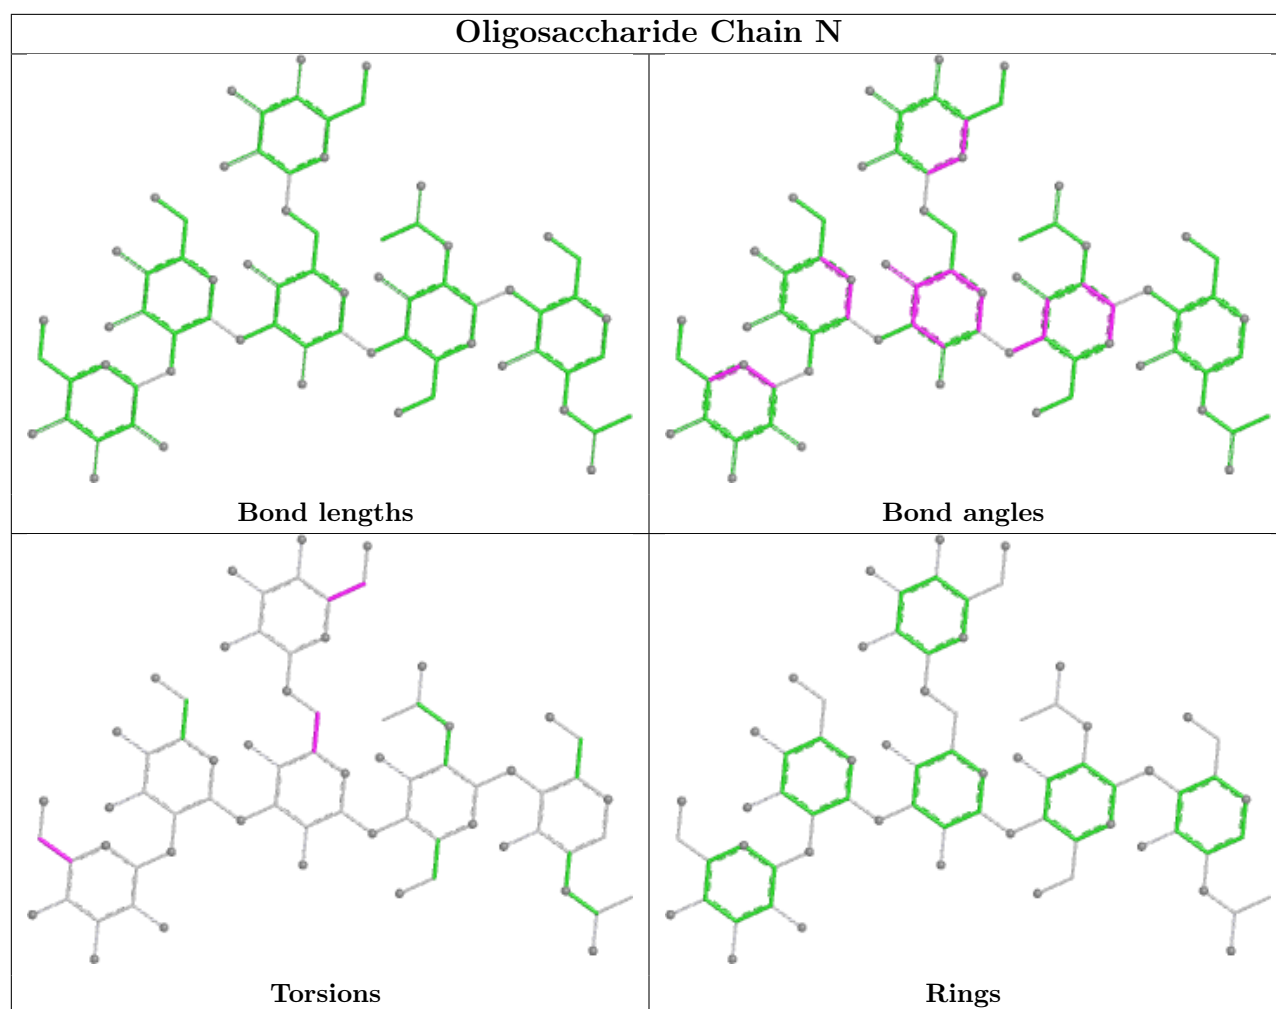 Oligosaccharide Chain N
Bond lengths
Bond angles
Torsions
Rings